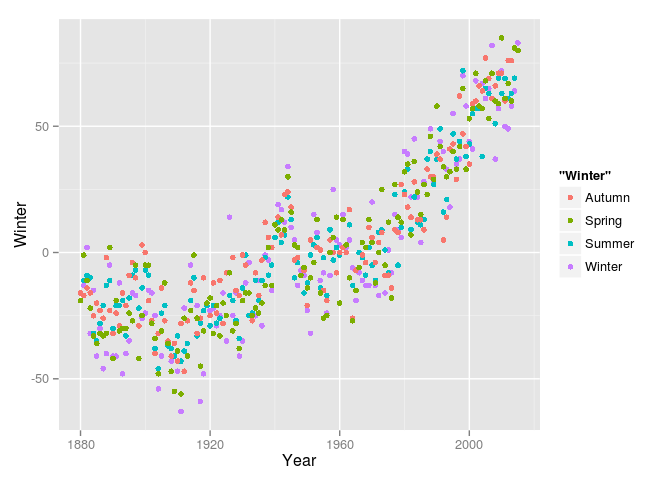 50
0
-50
Winter
1880
1920
1960
2000
Year
"Winter"
Autumn
Spring
Summer
Winter